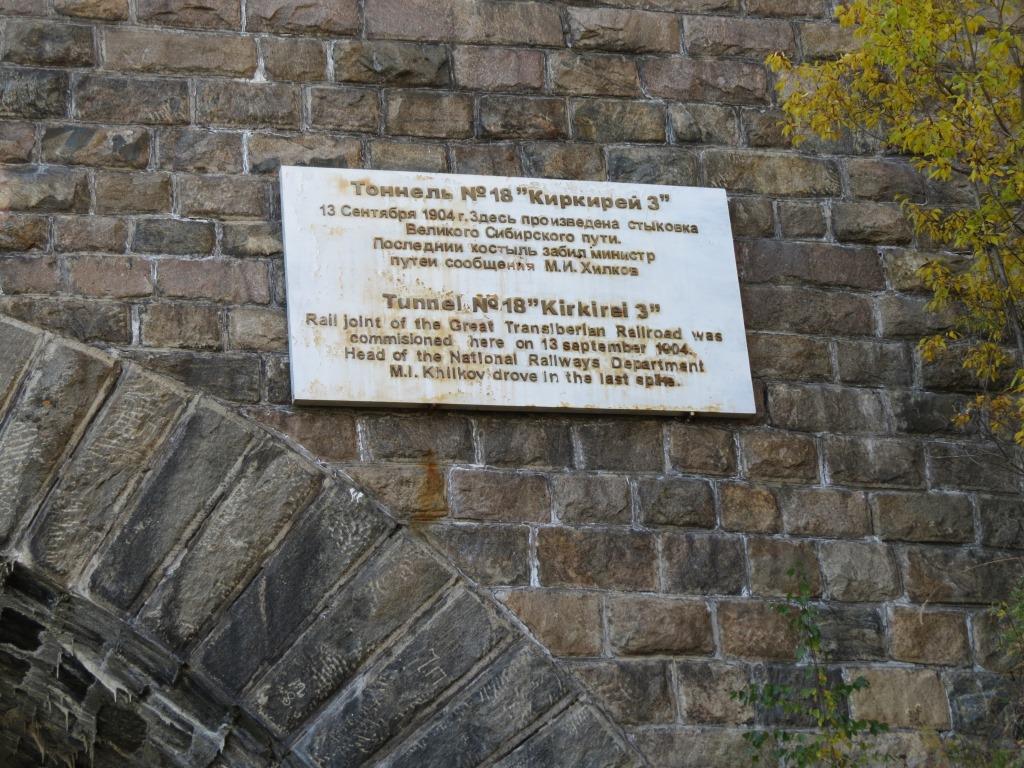 Тоннель №18 "Киркирей 3"
13 Сентября 1904 г. Здесь произведена стыковка
Великого Сибирского пути.
Последнии костыль забил министр
путеи сообщения М.И. Хилков
Tunnel №18 "Kirkirei 3"
Rail joint of the Great Transiberian Railroad was
commisioned here on 13 september 1904.
Head of the National Railways Department
M.I. Khilkov drove in the last spike.